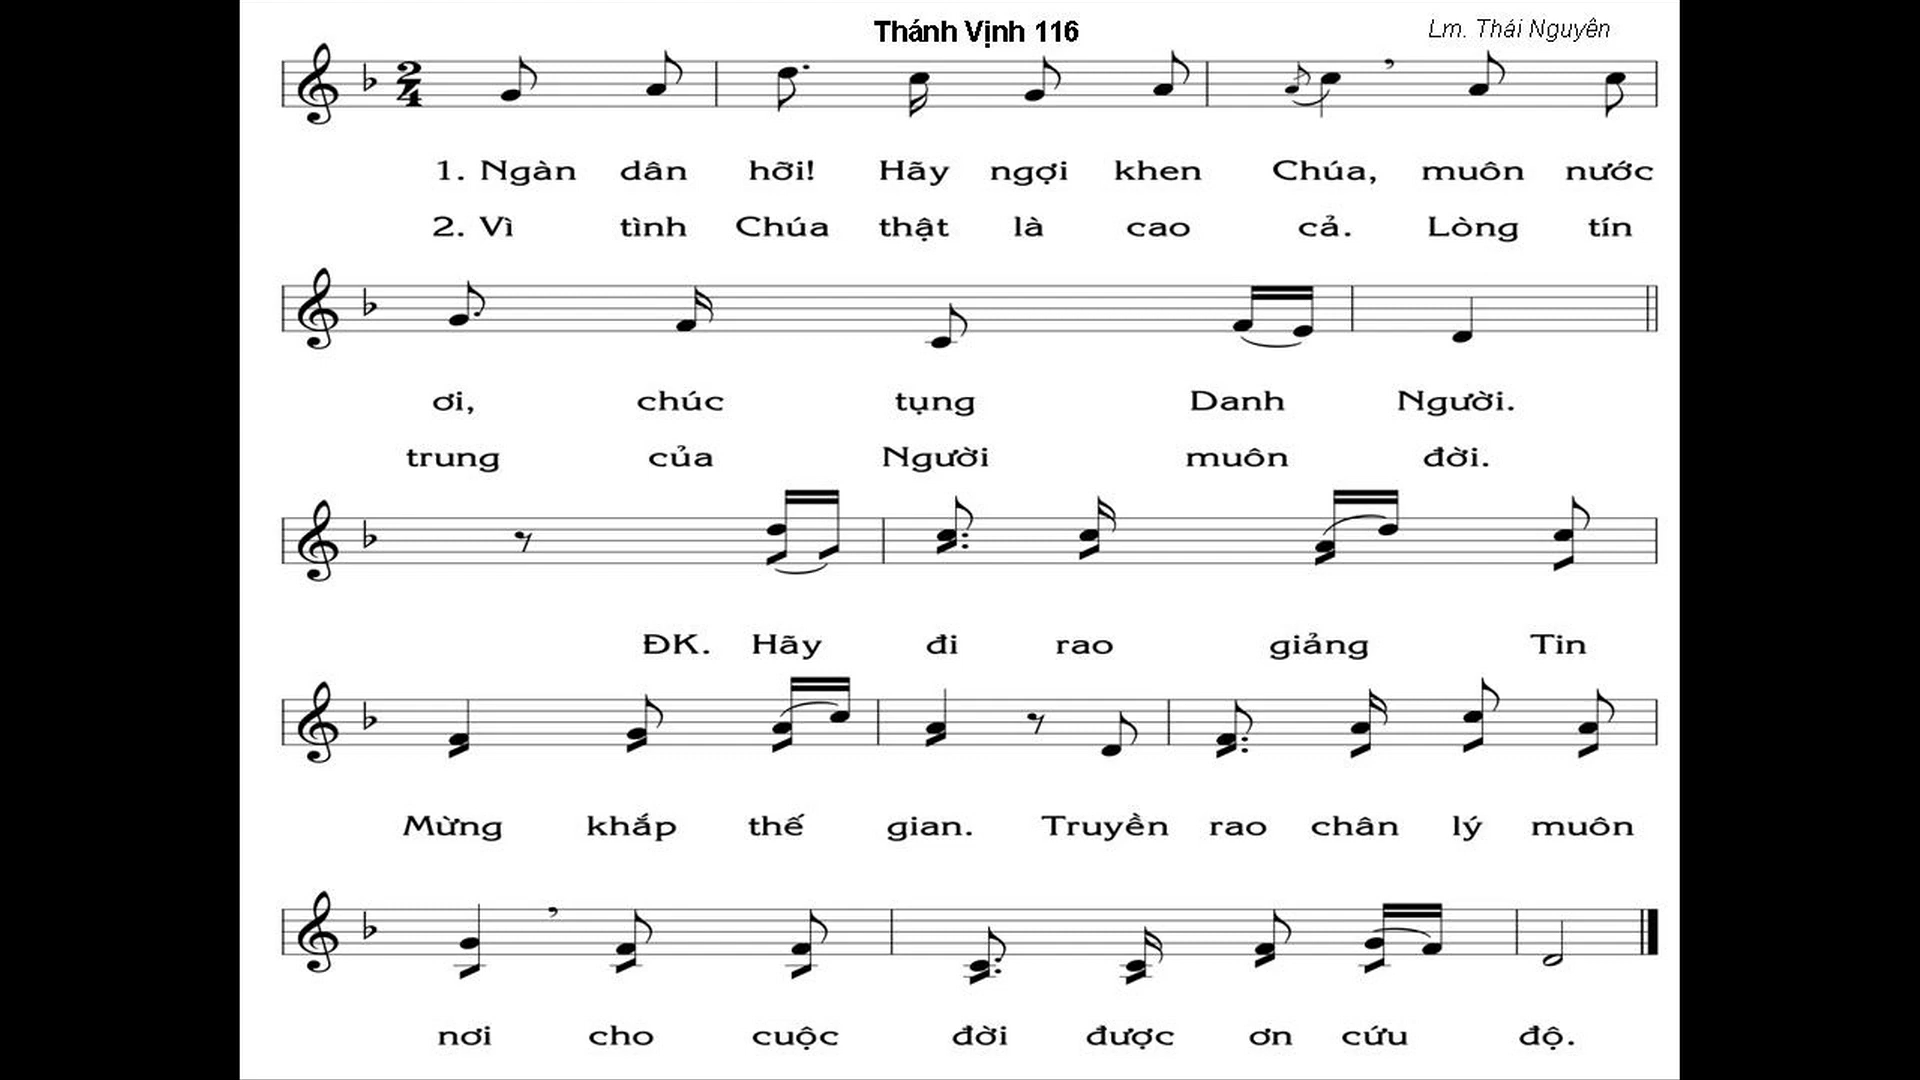 Thánh Vịnh 116
Lm. Thái Nguyên
2
4
1. Ngàn dân hỡi! Hãy ngợi khen Chúa, muôn nước
2. Vì tình Chúa thật là cao cả. Lòng tín
ơi, chúc tụng Danh Người.
trung của Người muôn đời.
ĐK. Hãy đi rao giảng Tin
Mừng khắp thế gian. Truyền rao chân lý muôn
nơi cho cuộc đời được ơn cứu độ.